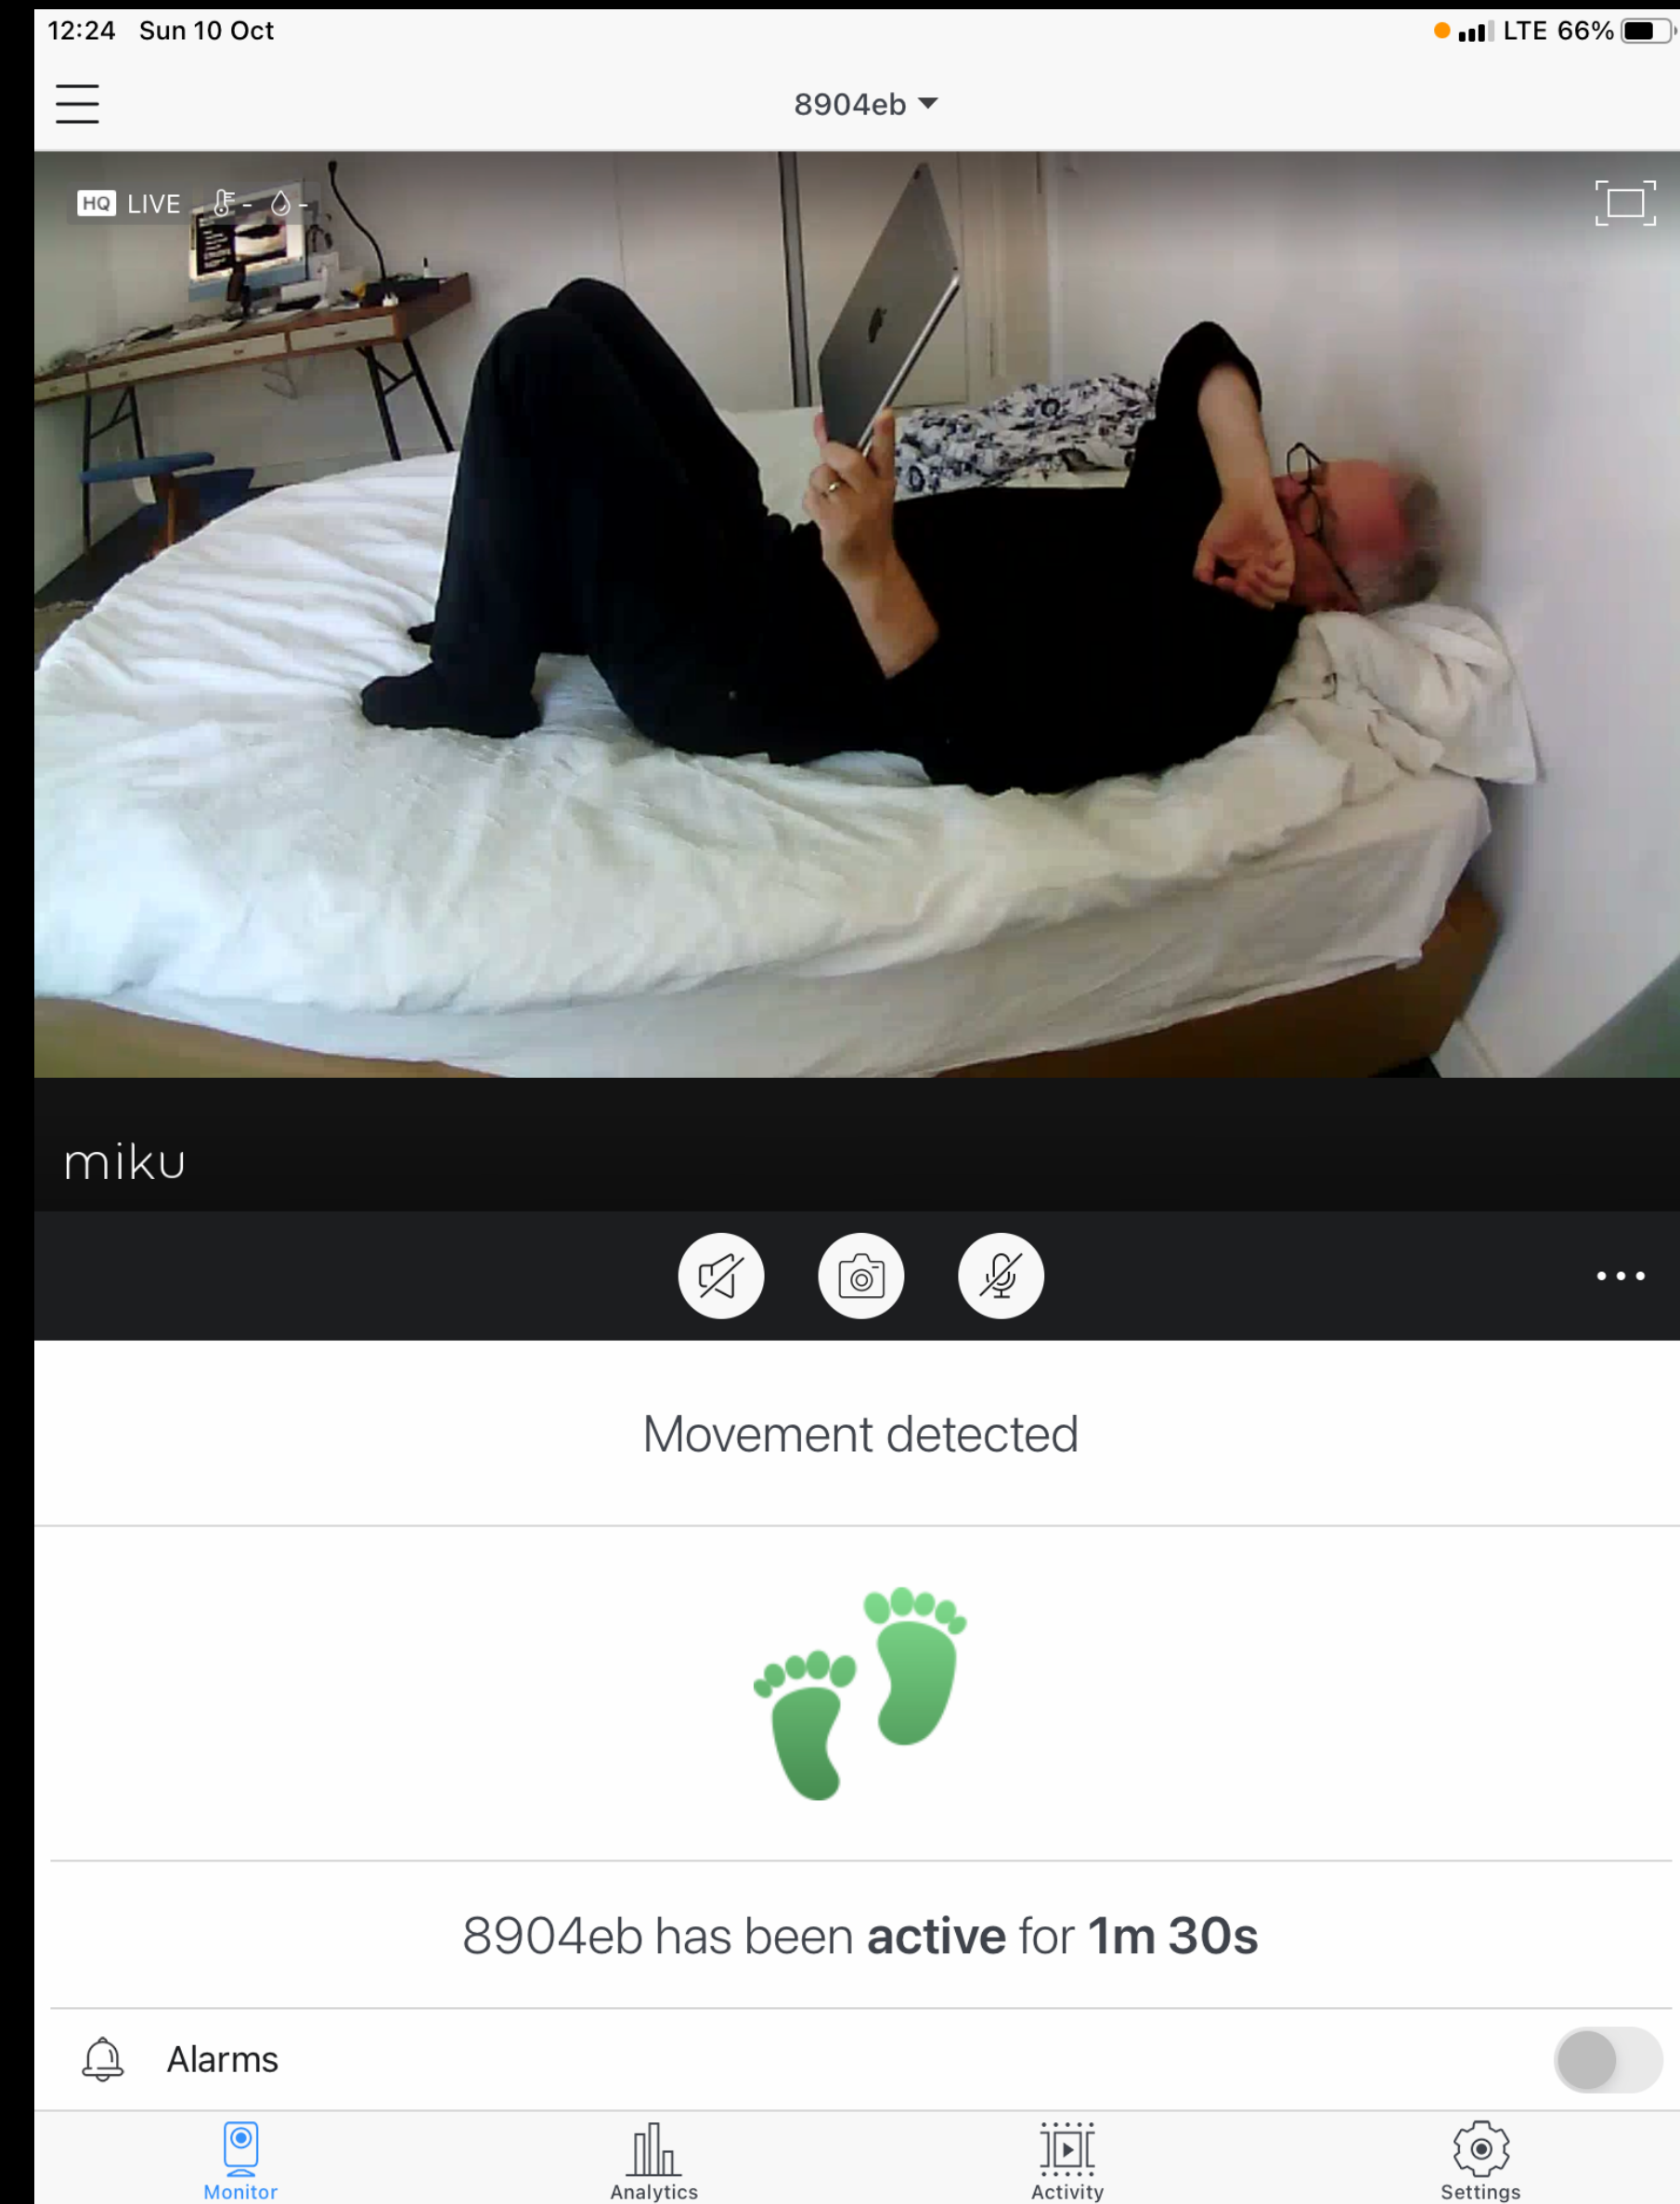 12:24 Sun 10 Oct LTE 66%
8904eb
HQ LIVE - -
miku
Movement detected
8904eb has been active for 1m 30s
Alarms
Monitor Analytics Activity Settings